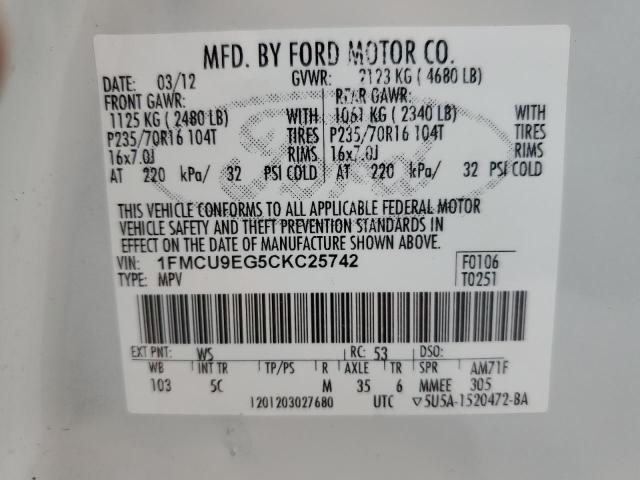 MFD. BY FORD MOTOR CO.
DATE: 03/12 GVWR: 2123 KG ( 4680 LB)
FRONT GAWR: REAR GAWR:
1125 KG ( 2480 LB) WITH 1061 KG ( 2340 LB) WITH
P235/70R16 104T TIRES P235/70R16 104T TIRES
16x7.0J RIMS 16x7.0J RIMS
AT 220 kPa/ 32 PSI COLD AT 220 kPa/ 32 PSI COLD
THIS VEHICLE CONFORMS TO ALL APPLICABLE FEDERAL MOTOR
VEHICLE SAFETY AND THEFT PREVENTION STANDARDS IN
EFFECT ON THE DATE OF MANUFACTURE SHOWN ABOVE.
VIN: 1FMCU9EG5CKC25742 F0106
TYPE: MPV T0251
EXT PNT: WS RC: 53 DSO:
WB INT TR TP/PS R AXLE TR SPR AM71F
103 5C M 35 6 MMEE 305
1201203027680 UTC ▽5U5A-1520472-BA